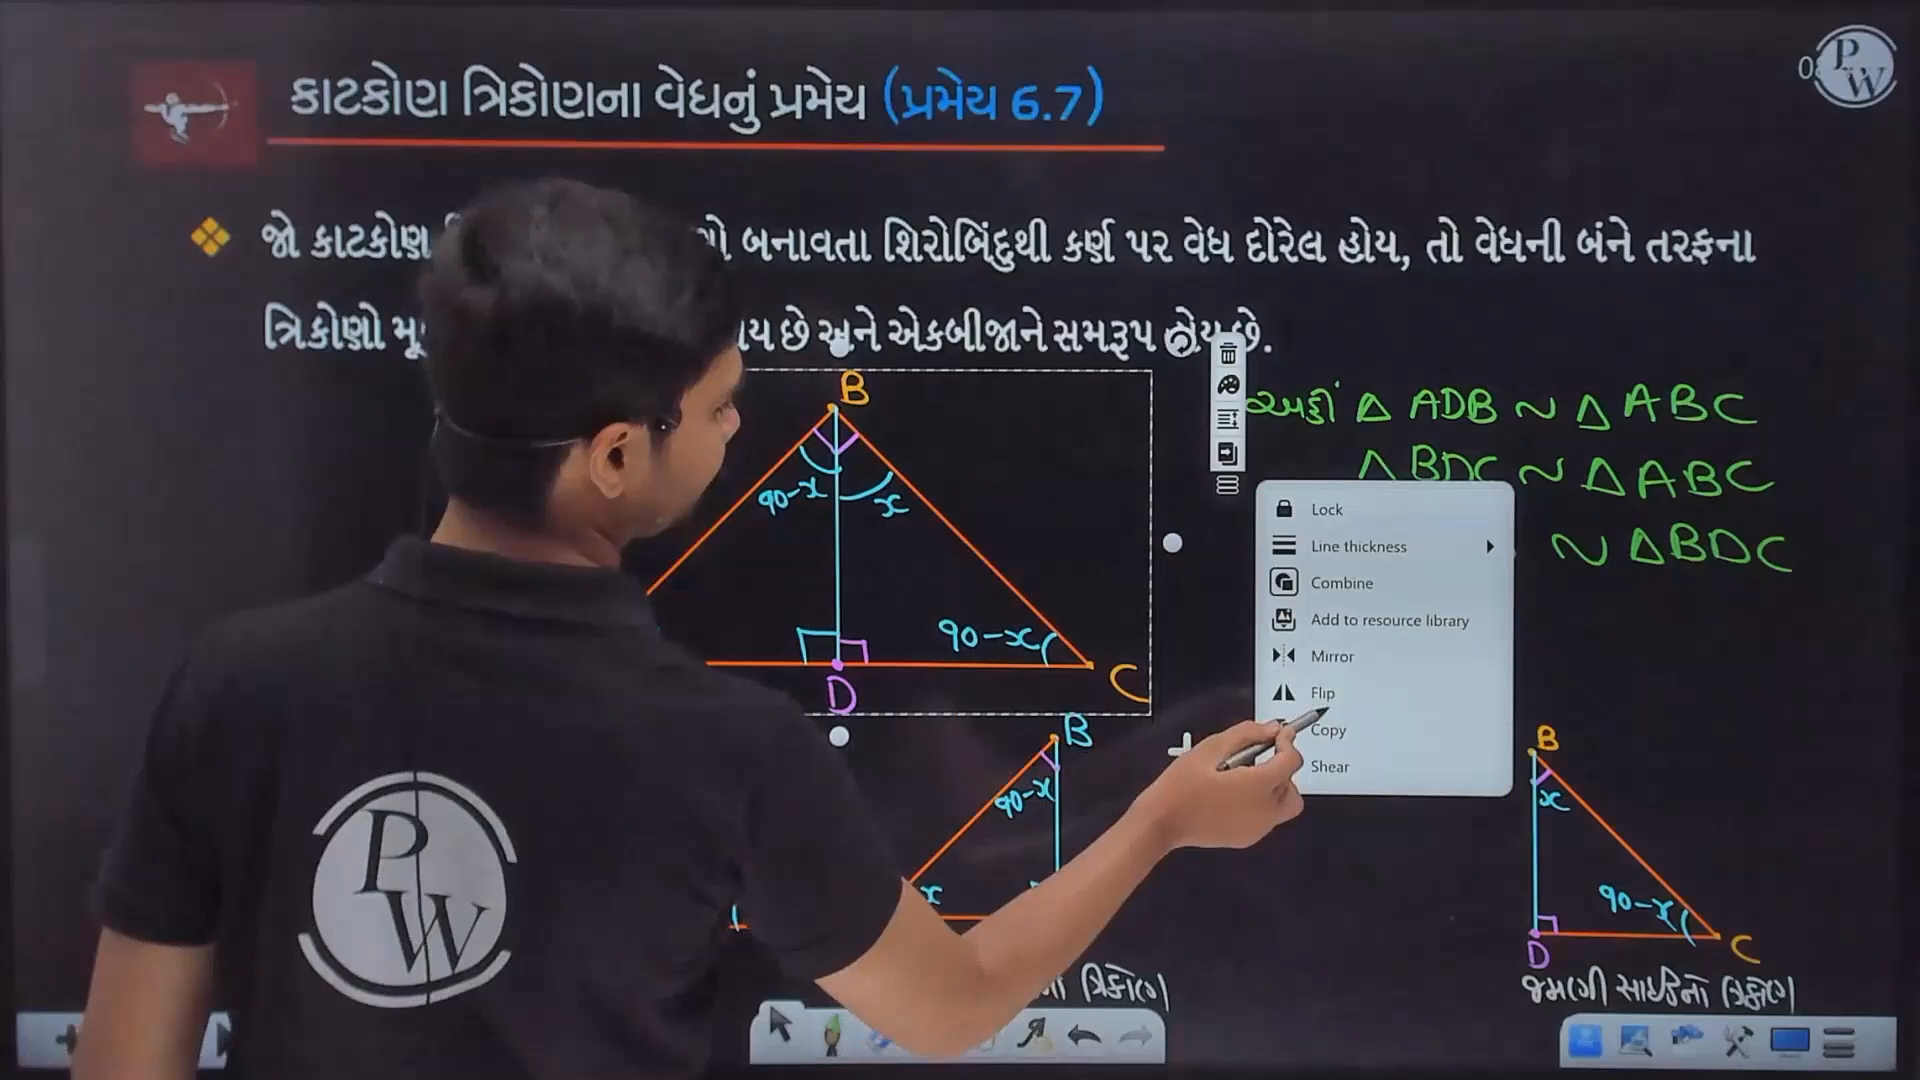 કાટકોણ ત્રિકોણના વેધનું પ્રમેય (પ્રમેય 6.7)
PW
જો કાટકોણ બનાવતા શિરોબિંદુથી કર્ણ પર વેધ દોરેલ હોય, તો વેધની બંને તરફના
ત્રિકોણો છે અને એકબીજાને સમરૂપ હોય છે.
B
90-x
x
90-x
D
C
અહીં △ ADB ~ △ ABC
△ BDC ~ △ ABC
~ △BDC
Lock
Line thickness
Combine
Add to resource library
Mirror
Flip
Copy
Shear
B
90-x
x
ત્રિકોણ
B
x
90-x
D
C
જમણી સાઈડનો ત્રિકોણ
PW